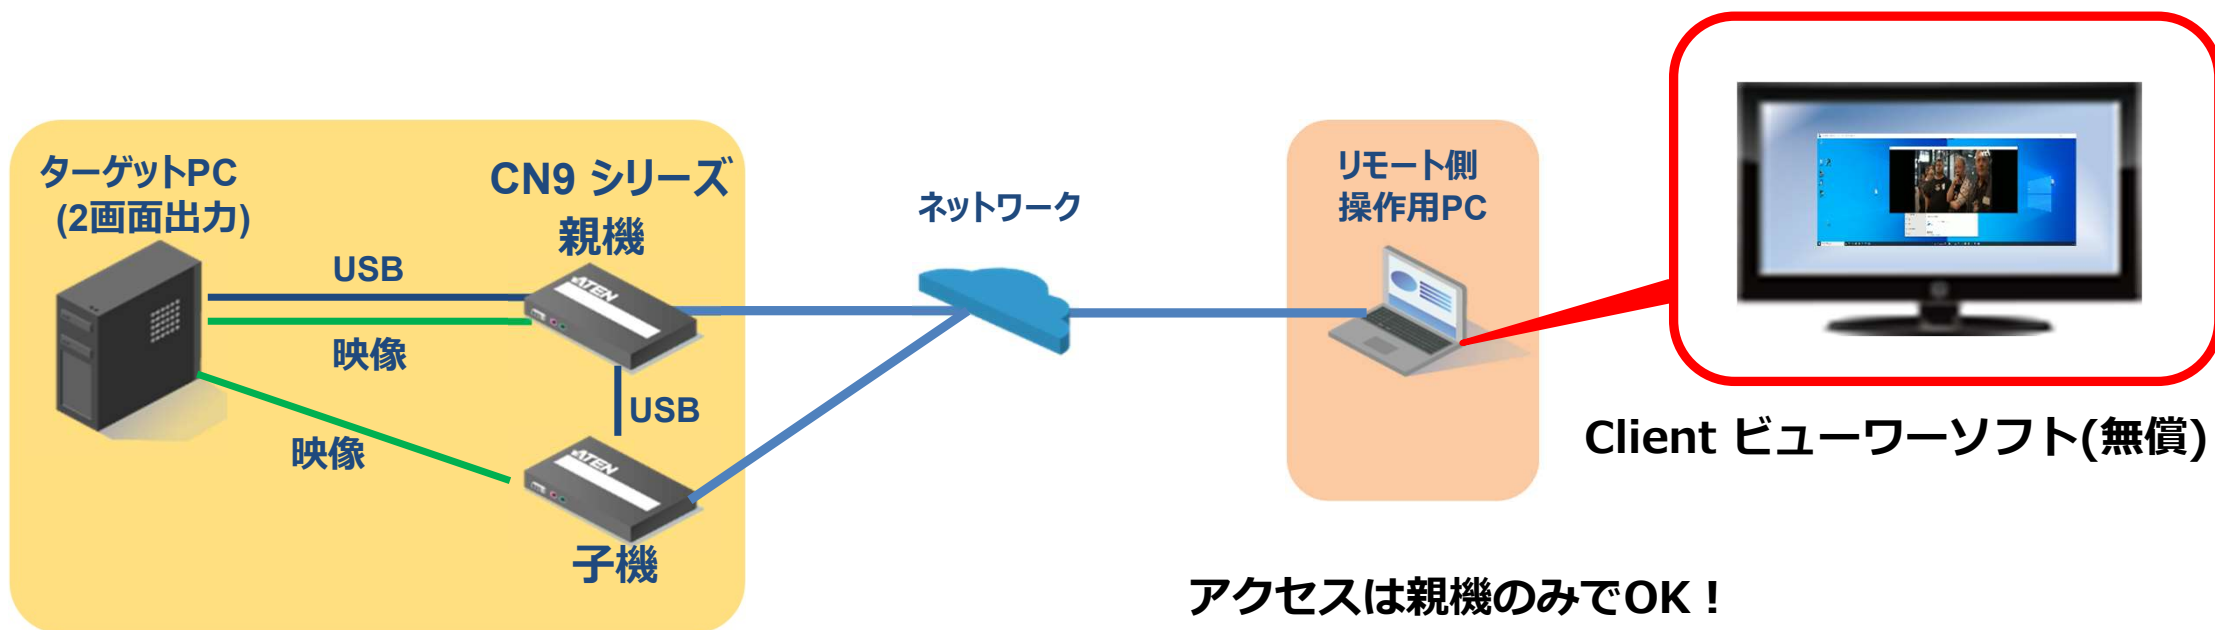 ターゲットPC
(2画面出力)
CN9 シリーズ
親機
USB
映像
ATEN
USB
映像
ATEN
子機
ネットワーク
リモート側
操作用PC
Client ビューワーソフト(無償)
アクセスは親機のみでOK！